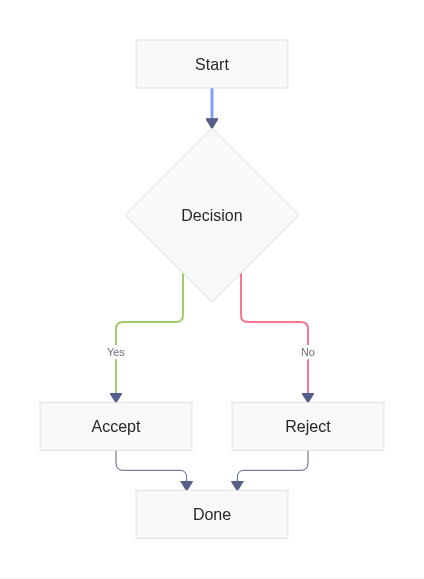 Start
Decision
Yes
No
Accept
Reject
Done